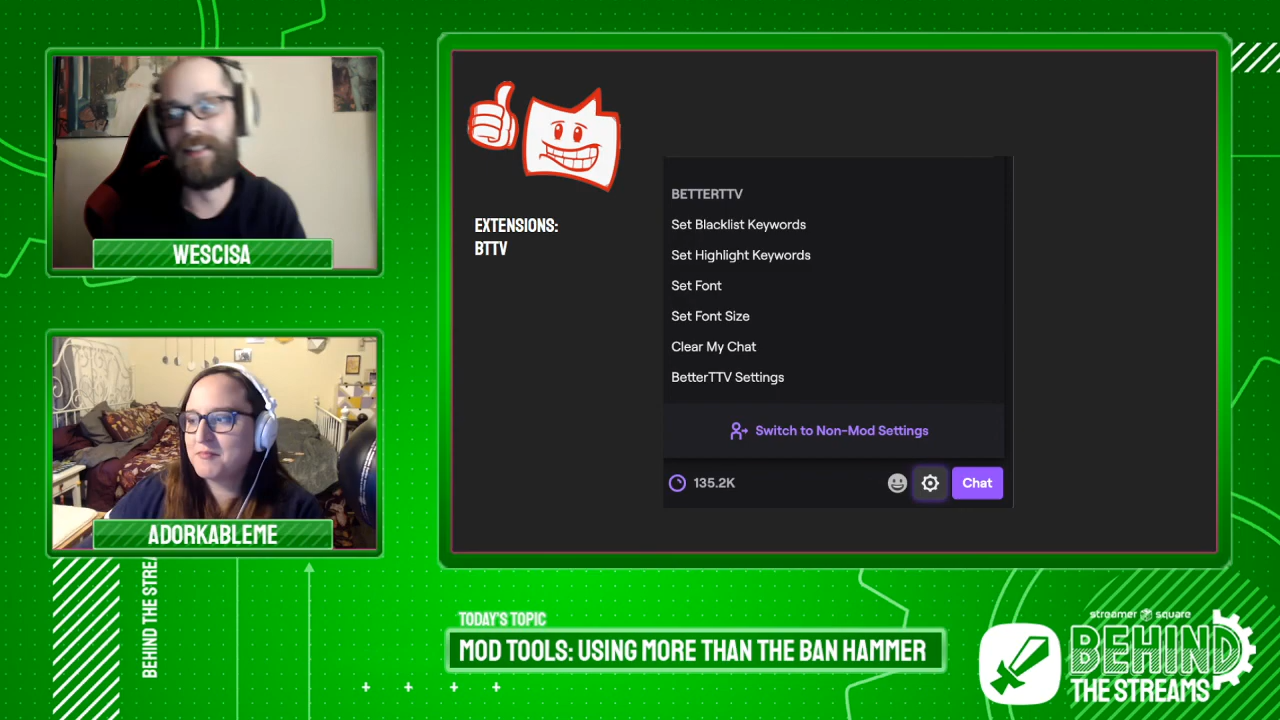 WESCISA
ADORKABLEME
BEHIND THE STREA
EXTENSIONS:
BTTV
BETTERTTV
Set Blacklist Keywords
Set Highlight Keywords
Set Font
Set Font Size
Clear My Chat
BetterTTV Settings
Switch to Non-Mod Settings
135.2K
Chat
TODAY'S TOPIC
MOD TOOLS: USING MORE THAN THE BAN HAMMER
streamer square
BEHIND
THE STREAMS